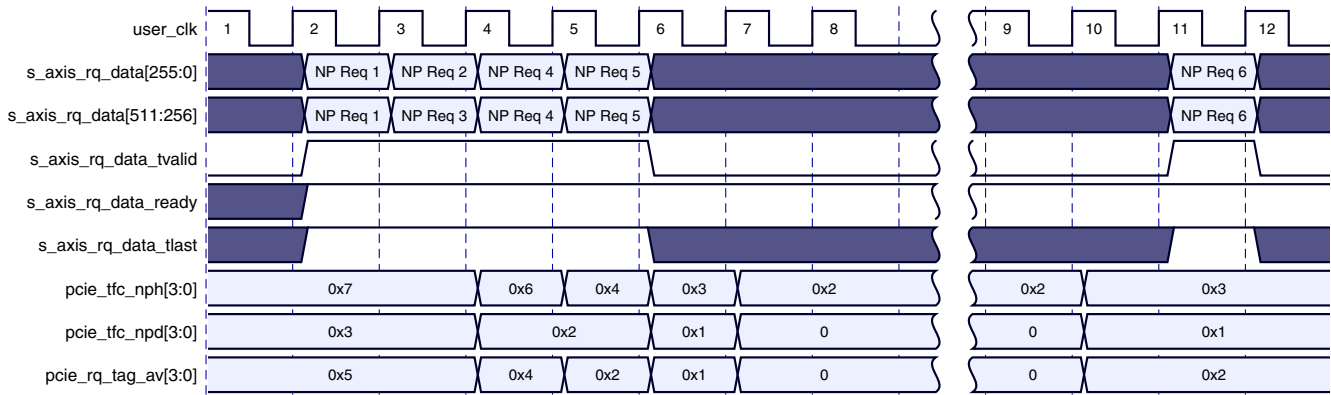 user_clk 1 2 3 4 5 6 7 8 9 10 11 12
s_axis_rq_data[255:0] NP Req 1 NP Req 2 NP Req 4 NP Req 5 NP Req 6
s_axis_rq_data[511:256] NP Req 1 NP Req 3 NP Req 4 NP Req 5 NP Req 6
s_axis_rq_data_tvalid
s_axis_rq_data_ready
s_axis_rq_data_tlast
pcie_tfc_nph[3:0] 0x7 0x6 0x4 0x3 0x2 0x2 0x3
pcie_tfc_npd[3:0] 0x3 0x2 0x1 0 0 0x1
pcie_rq_tag_av[3:0] 0x5 0x4 0x2 0x1 0 0 0x2